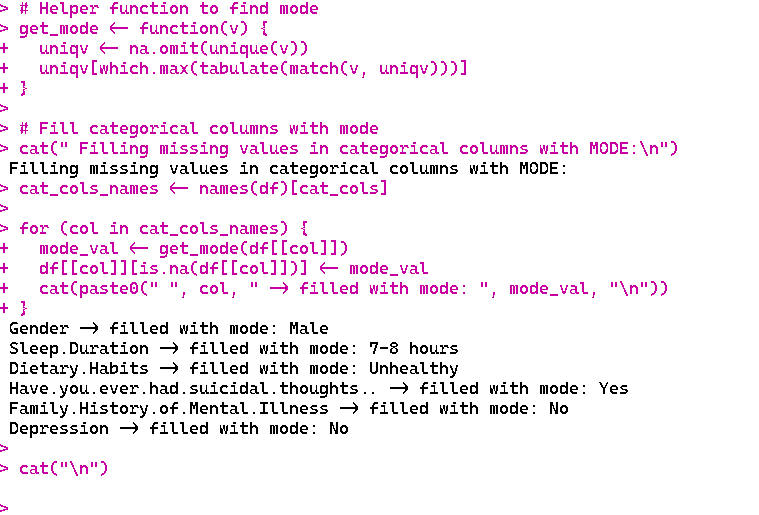 > # Helper function to find mode
> get_mode <- function(v) {
+   uniqv <- na.omit(unique(v))
+   uniqv[which.max(tabulate(match(v, uniqv)))]
+ }
>
> # Fill categorical columns with mode
> cat(" Filling missing values in categorical columns with MODE:\n")
 Filling missing values in categorical columns with MODE:
> cat_cols_names <- names(df)[cat_cols]
>
> for (col in cat_cols_names) {
+   mode_val <- get_mode(df[[col]])
+   df[[col]][is.na(df[[col]])] <- mode_val
+   cat(paste0(" ", col, " -> filled with mode: ", mode_val, "\n"))
+ }
 Gender -> filled with mode: Male
 Sleep.Duration -> filled with mode: 7-8 hours
 Dietary.Habits -> filled with mode: Unhealthy
 Have.you.ever.had.suicidal.thoughts.. -> filled with mode: Yes
 Family.History.of.Mental.Illness -> filled with mode: No
 Depression -> filled with mode: No
>
> cat("\n")

>